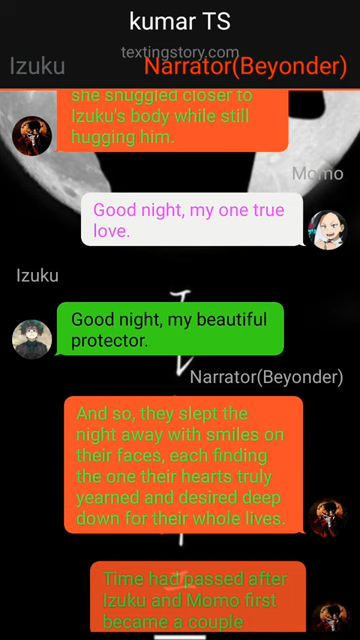 kumar TS
textingstory.com
Izuku
Narrator(Beyonder)
she snuggled closer to
Izuku's body while still
hugging him.
Momo
Good night, my one true
love.
Izuku
Good night, my beautiful
protector.
Narrator(Beyonder)
And so, they slept the
night away with smiles on
their faces, each finding
the one their hearts truly
yearned and desired deep
down for their whole lives.
Time had passed after
Izuku and Momo first
became a couple